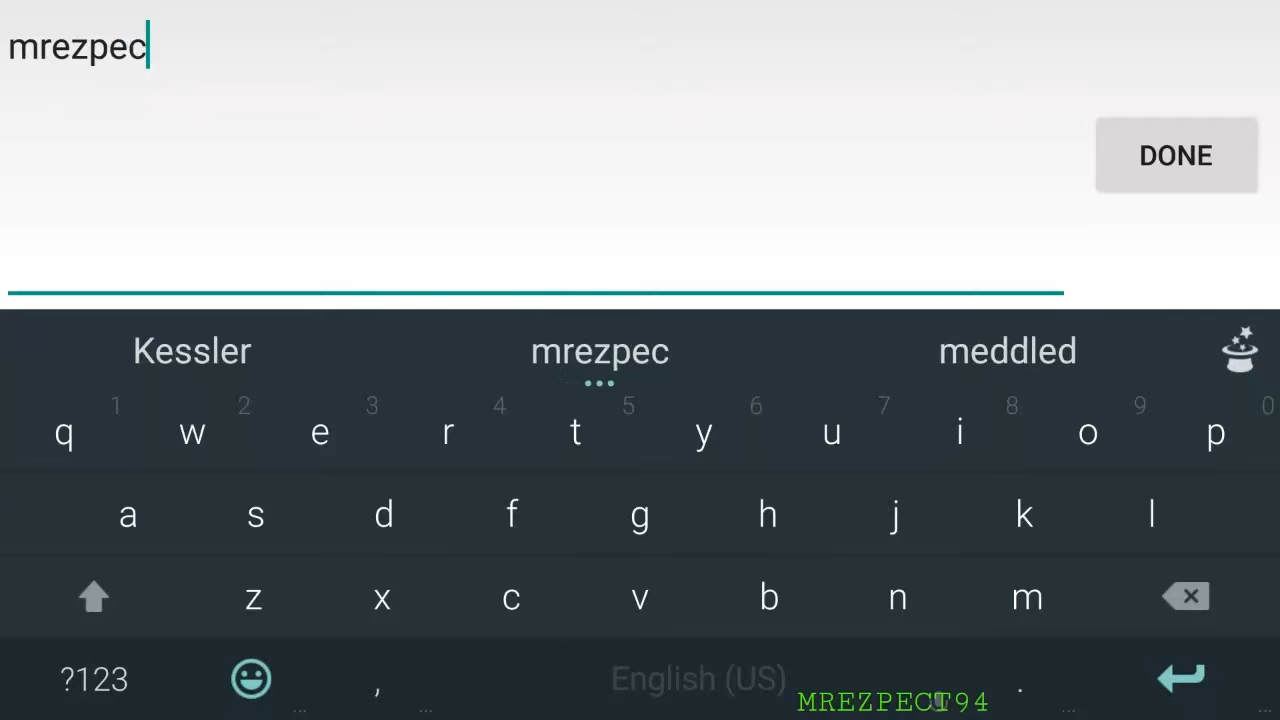 mrezpec
DONE
Kessler mrezpec meddled
1 2 3 4 5 6 7 8 9 0
q w e r t y u i o p
a s d f g h j k l
z x c v b n m
?123 , English (US) .
MREZPECT94